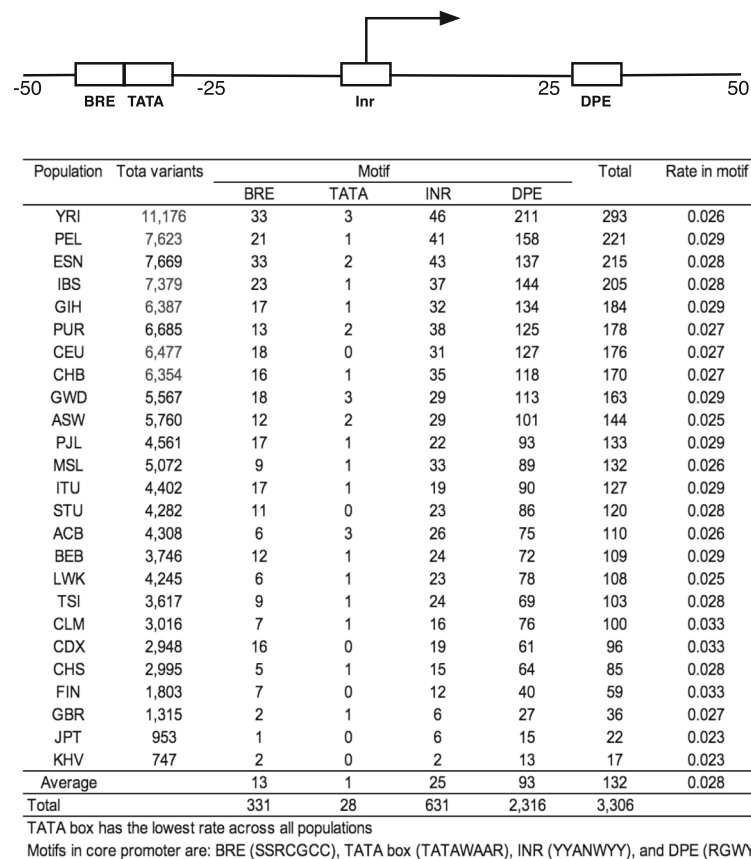 -50 BRE TATA -25 Inr 25 DPE 50
Population Tota variants Motif Total Rate in motif
BRE TATA INR DPE
YRI 11,176 33 3 46 211 293 0.026
PEL 7,623 21 1 41 158 221 0.029
ESN 7,669 33 2 43 137 215 0.028
IBS 7,379 23 1 37 144 205 0.028
GIH 6,387 17 1 32 134 184 0.029
PUR 6,685 13 2 38 125 178 0.027
CEU 6,477 18 0 31 127 176 0.027
CHB 6,354 16 1 35 118 170 0.027
GWD 5,567 18 3 29 113 163 0.029
ASW 5,760 12 2 29 101 144 0.025
PJL 4,561 17 1 22 93 133 0.029
MSL 5,072 9 1 33 89 132 0.026
ITU 4,402 17 1 19 90 127 0.029
STU 4,282 11 0 23 86 120 0.028
ACB 4,308 6 3 26 75 110 0.026
BEB 3,746 12 1 24 72 109 0.029
LWK 4,245 6 1 23 78 108 0.025
TSI 3,617 9 1 24 69 103 0.028
CLM 3,016 7 1 16 76 100 0.033
CDX 2,948 16 0 19 61 96 0.033
CHS 2,995 5 1 15 64 85 0.028
FIN 1,803 7 0 12 40 59 0.033
GBR 1,315 2 1 6 27 36 0.027
JPT 953 1 0 6 15 22 0.023
KHV 747 2 0 2 13 17 0.023
Average 13 1 25 93 132 0.028
Total 331 28 631 2,316 3,306
TATA box has the lowest rate across all populations
Motifs in core promoter are: BRE (SSRCGCC), TATA box (TATAWAAR), INR (YYANWYY), and DPE (RGWY